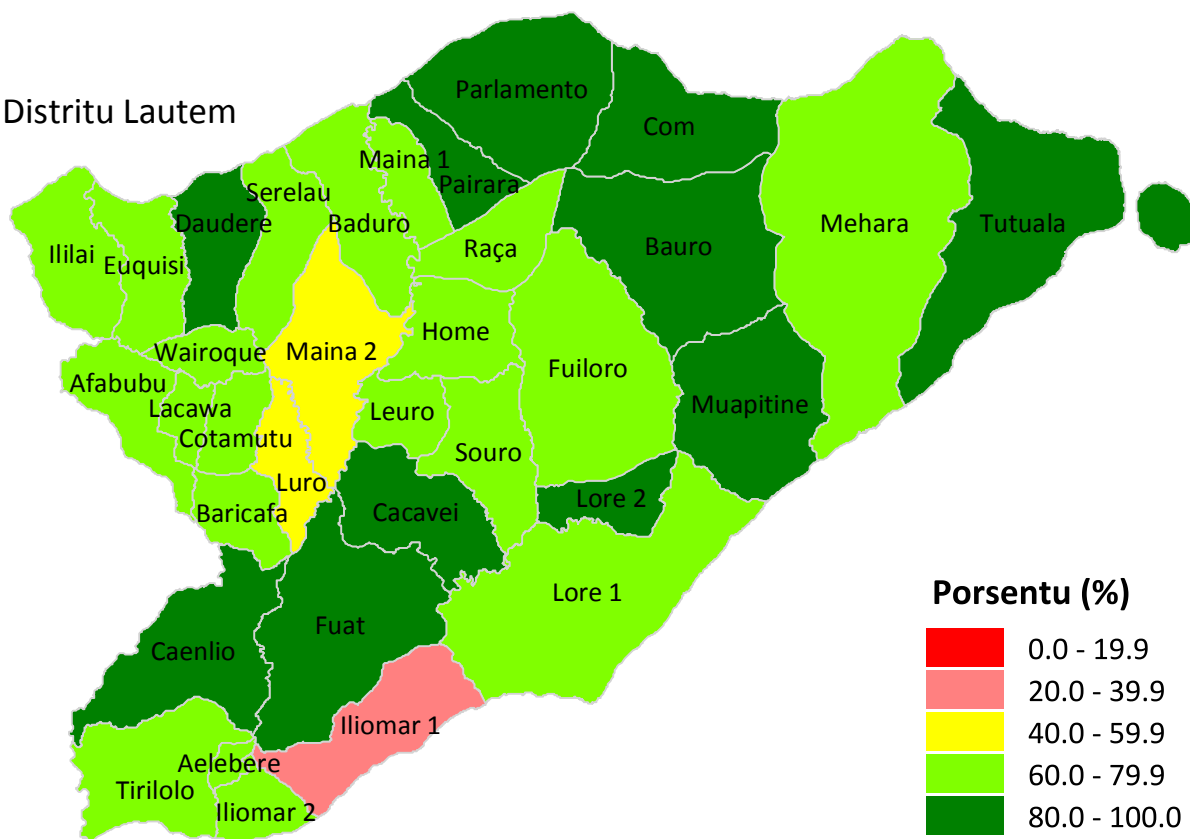 Distritu Lautem
Parlamento
Com
Maina 1
Pairara
Serelau
Daudere
Baduro
Mehara
Tutuala
Raça
Bauro
Ililai
Euquisi
Home
Wairoque
Maina 2
Fuiloro
Afabubu
Lacawa
Leuro
Muapitine
Cotamutu
Souro
Luro
Lore 2
Baricafa
Cacavei
Lore 1
Fuat
Caenlio
Iliomar 1
Aelebere
Tirilolo
Iliomar 2
Porsentu (%)
0.0 - 19.9
20.0 - 39.9
40.0 - 59.9
60.0 - 79.9
80.0 - 100.0